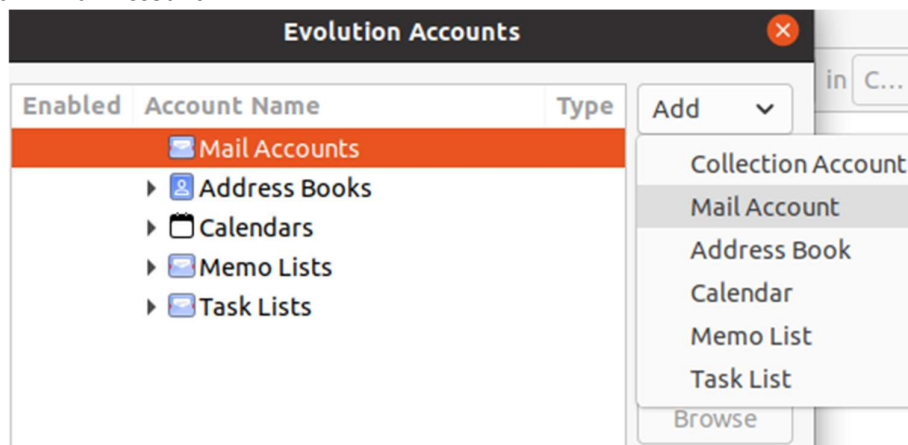 Evolution Accounts
in C...
Enabled Account Name Type Add
Mail Accounts
Address Books
Calendars
Memo Lists
Task Lists
Collection Account
Mail Account
Address Book
Calendar
Memo List
Task List
Browse